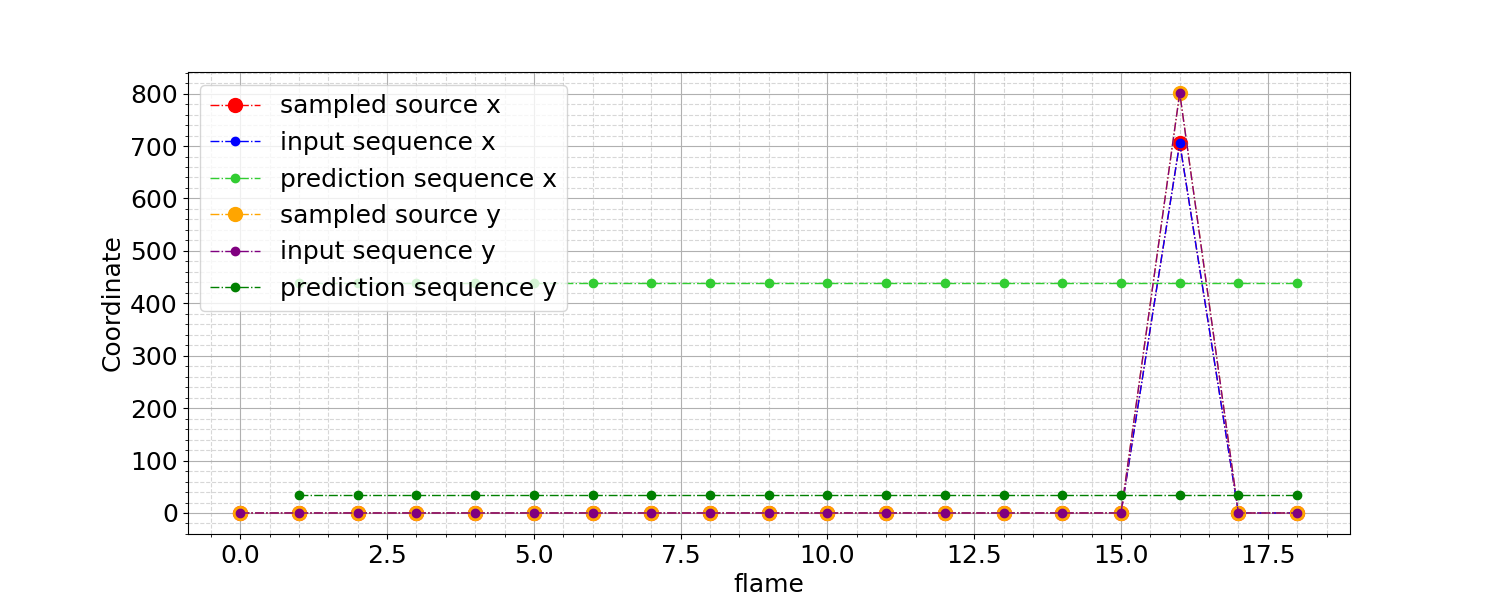 sampled source x
input sequence x
prediction sequence x
sampled source y
input sequence y
prediction sequence y
800
700
600
500
400
300
200
100
0
Coordinate
0.0 2.5 5.0 7.5 10.0 12.5 15.0 17.5
flame